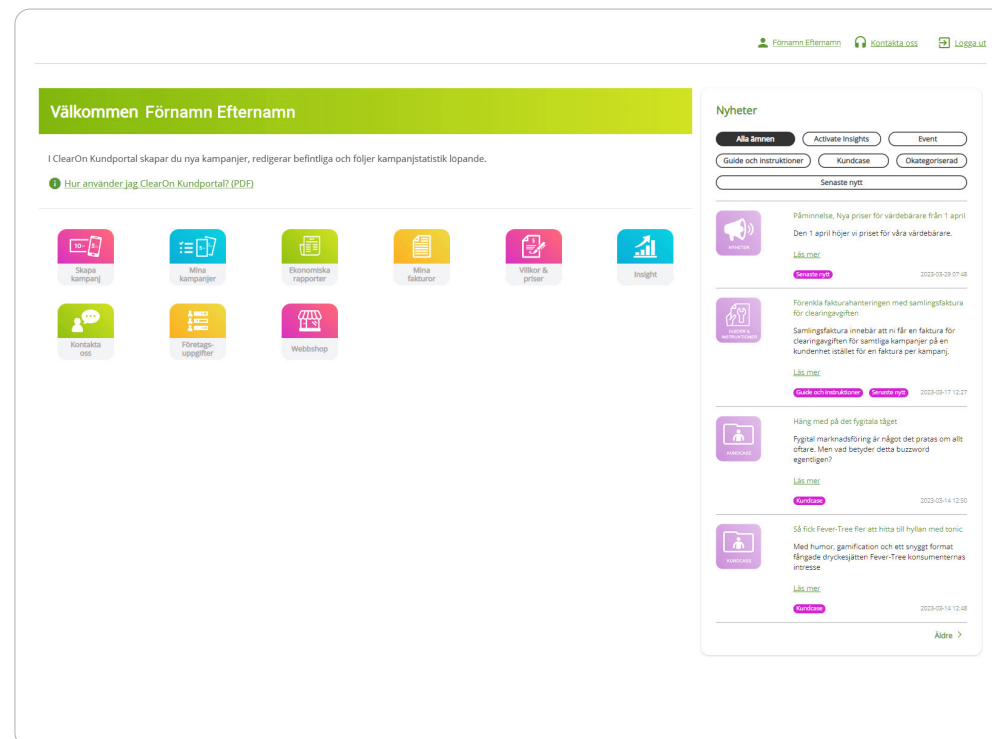 Förnamn Efternamn
Kontakta oss
Logga ut
Välkommen Förnamn Efternamn
I ClearOn Kundportal skapar du nya kampanjer, redigerar befintliga och följer kampanjstatistik löpande.
Hur använder jag ClearOn Kundportal? (PDF)
10:-
5:-
Skapa
kampanj
5:-
Mina
kampanjer
Ekonomiska
rapporter
Mina
fakturor
Villkor &
priser
Insight
Kontakta
oss
Företags-
uppgifter
Webbshop
Nyheter
Alla ämnen
Activate Insights
Event
Guide och instruktioner
Kundcase
Okategoriserad
Senaste nytt
NYHETER
Påminnelse, Nya priser för värdebärare från 1 april
Den 1 april höjer vi priset för våra värdebärare.
Läs mer
Senaste nytt
2023-03-29 07:48
GUIDER &
INSTRUKTIONER
Förenkla fakturahanteringen med samlingsfaktura
för clearingavgiften
Samlingsfaktura innebär att ni får en faktura för
clearingavgiften för samtliga kampanjer på en
kundenhet istället för en faktura per kampanj.
Läs mer
Guide och instruktioner
Senaste nytt
2023-03-17 12:27
KUNDCASE
Häng med på det fygitala tåget
Fygital marknadsföring är något det pratas om allt
oftare. Men vad betyder detta buzzword
egentligen?
Läs mer
Kundcase
2023-03-14 12:50
KUNDCASE
Så fick Fever-Tree fler att hitta till hyllan med tonic
Med humor, gamification och ett snyggt format
fångade dryckesjätten Fever-Tree konsumenternas
intresse
Läs mer
Kundcase
2023-03-14 12:48
Äldre